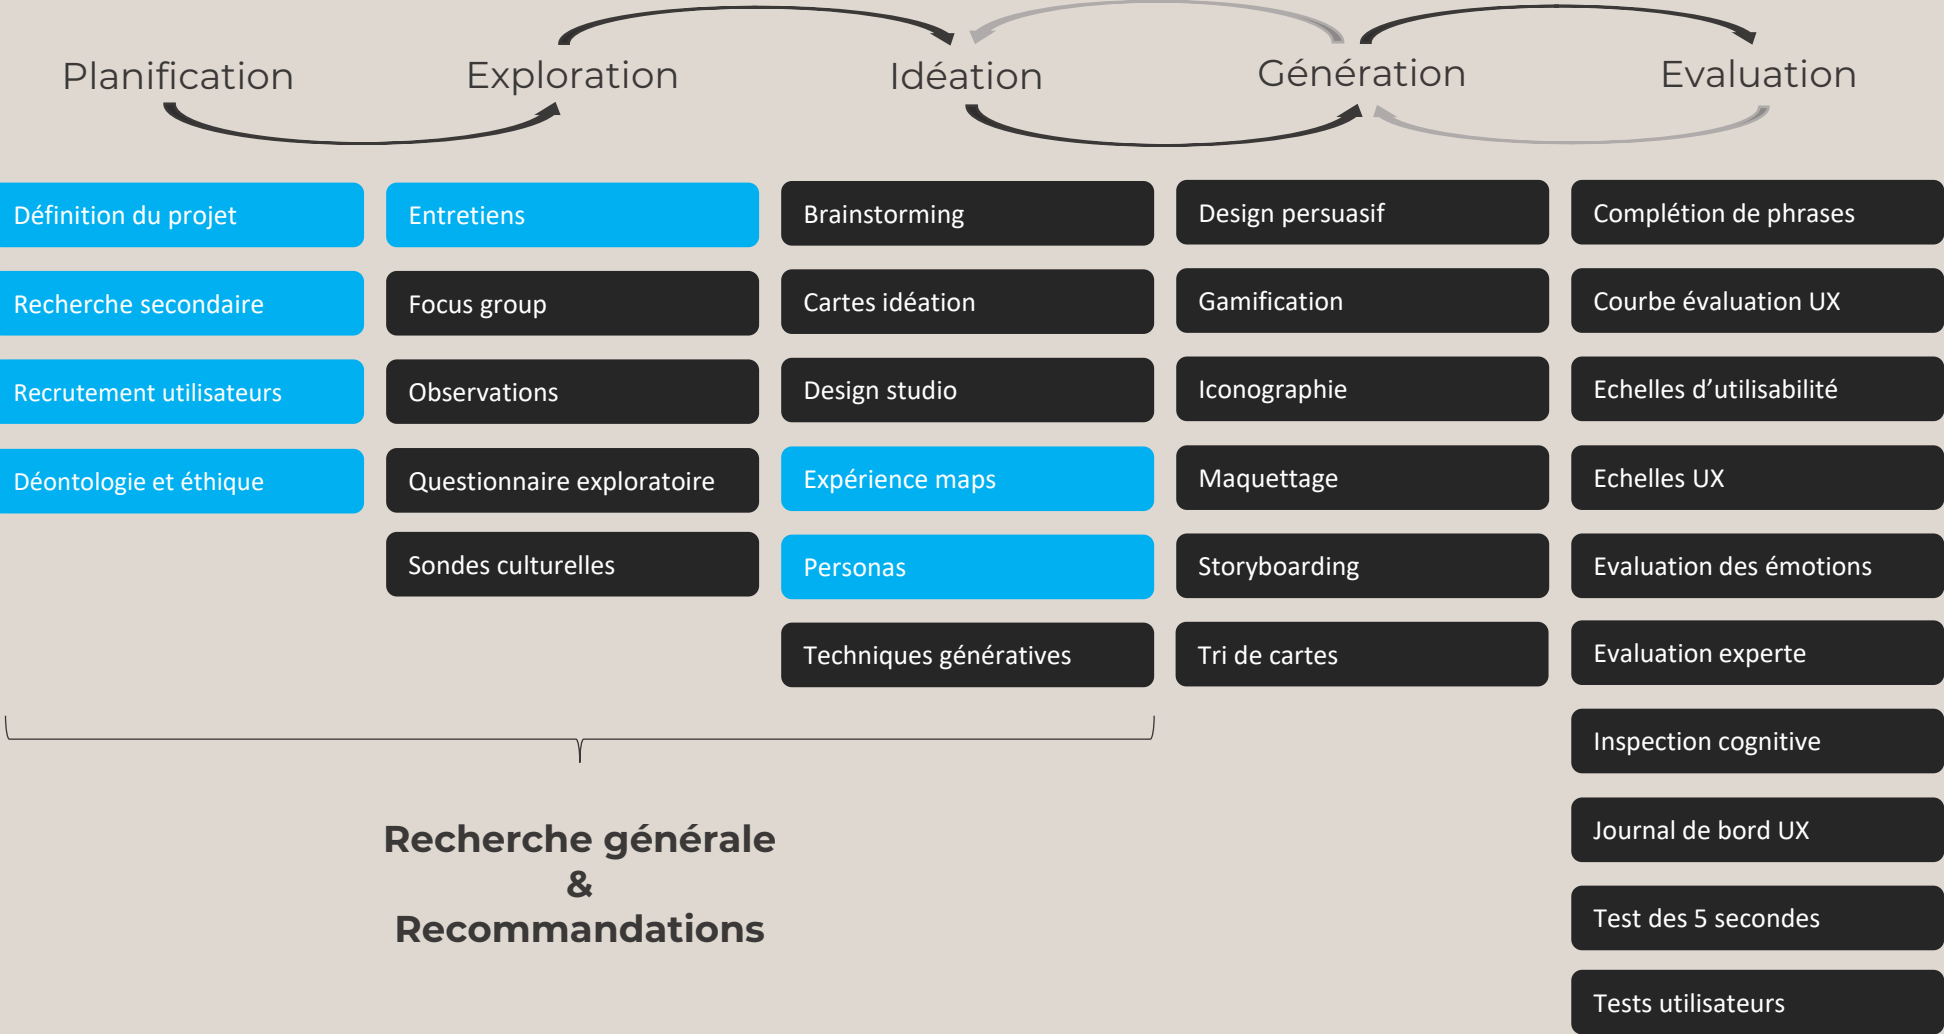 Planification
Exploration
Idéation
Génération
Evaluation
Définition du projet
Recherche secondaire
Recrutement utilisateurs
Déontologie et éthique
Entretiens
Focus group
Observations
Questionnaire exploratoire
Sondes culturelles
Brainstorming
Cartes idéation
Design studio
Expérience maps
Personas
Techniques génératives
Design persuasif
Gamification
Iconographie
Maquettage
Storyboarding
Tri de cartes
Complétion de phrases
Courbe évaluation UX
Echelles d’utilisabilité
Echelles UX
Evaluation des émotions
Evaluation experte
Inspection cognitive
Journal de bord UX
Test des 5 secondes
Tests utilisateurs
Recherche générale
&
Recommandations